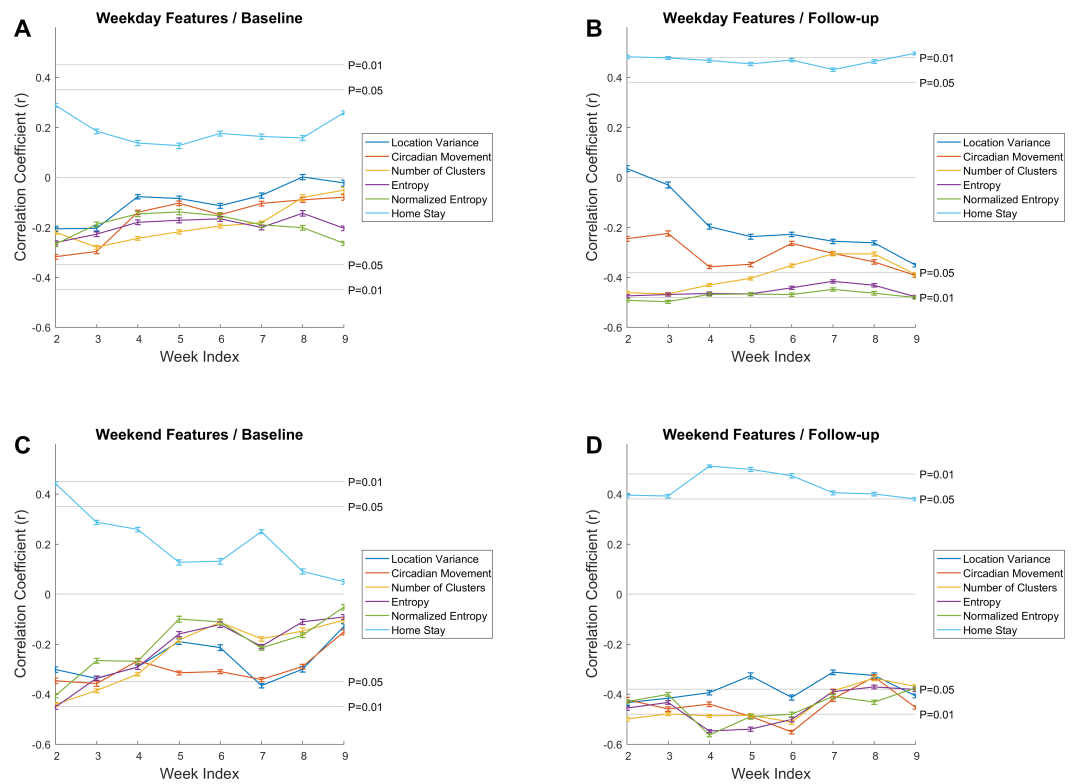 A
Weekday Features / Baseline
Correlation Coefficient (r)
0.4
0.2
0
-0.2
-0.4
-0.6
P=0.01
P=0.05
P=0.05
P=0.01
2 3 4 5 6 7 8 9
Week Index
Location Variance
Circadian Movement
Number of Clusters
Entropy
Normalized Entropy
Home Stay
B
Weekday Features / Follow-up
Correlation Coefficient (r)
0.4
0.2
0
-0.2
-0.4
-0.6
P=0.01
P=0.05
P=0.05
P=0.01
2 3 4 5 6 7 8 9
Week Index
Location Variance
Circadian Movement
Number of Clusters
Entropy
Normalized Entropy
Home Stay
C
Weekend Features / Baseline
Correlation Coefficient (r)
0.4
0.2
0
-0.2
-0.4
-0.6
P=0.01
P=0.05
P=0.05
P=0.01
2 3 4 5 6 7 8 9
Week Index
Location Variance
Circadian Movement
Number of Clusters
Entropy
Normalized Entropy
Home Stay
D
Weekend Features / Follow-up
Correlation Coefficient (r)
0.4
0.2
0
-0.2
-0.4
-0.6
P=0.01
P=0.05
P=0.05
P=0.01
2 3 4 5 6 7 8 9
Week Index
Location Variance
Circadian Movement
Number of Clusters
Entropy
Normalized Entropy
Home Stay